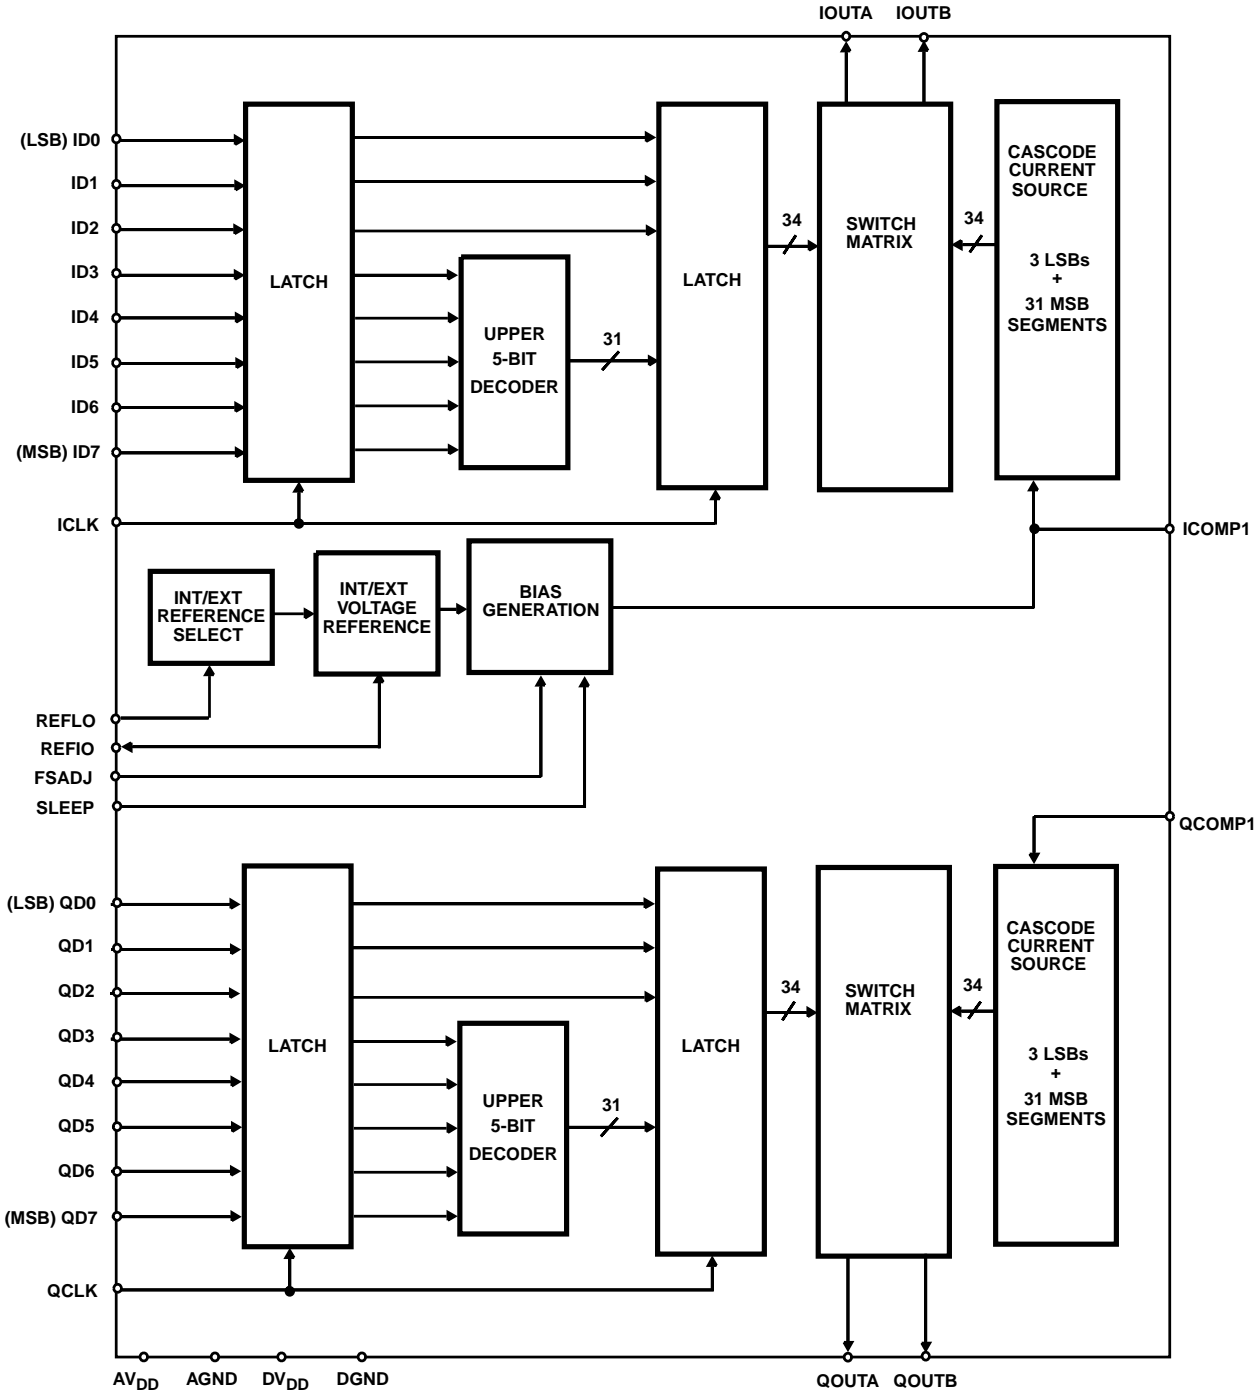 IOUTA IOUTB
(LSB) ID0
ID1
ID2
ID3
ID4
ID5
ID6
(MSB) ID7
ICLK
LATCH
UPPER
5-BIT
DECODER
31
LATCH
34
SWITCH
MATRIX
34
CASCODE
CURRENT
SOURCE
3 LSBs
+
31 MSB
SEGMENTS
ICOMP1
INT/EXT
REFERENCE
SELECT
INT/EXT
VOLTAGE
REFERENCE
BIAS
GENERATION
REFLO
REFIO
FSADJ
SLEEP
QCOMP1
(LSB) QD0
QD1
QD2
QD3
QD4
QD5
QD6
(MSB) QD7
QCLK
LATCH
UPPER
5-BIT
DECODER
31
LATCH
34
SWITCH
MATRIX
34
CASCODE
CURRENT
SOURCE
3 LSBs
+
31 MSB
SEGMENTS
AVDD AGND DVDD DGND QOUTA QOUTB